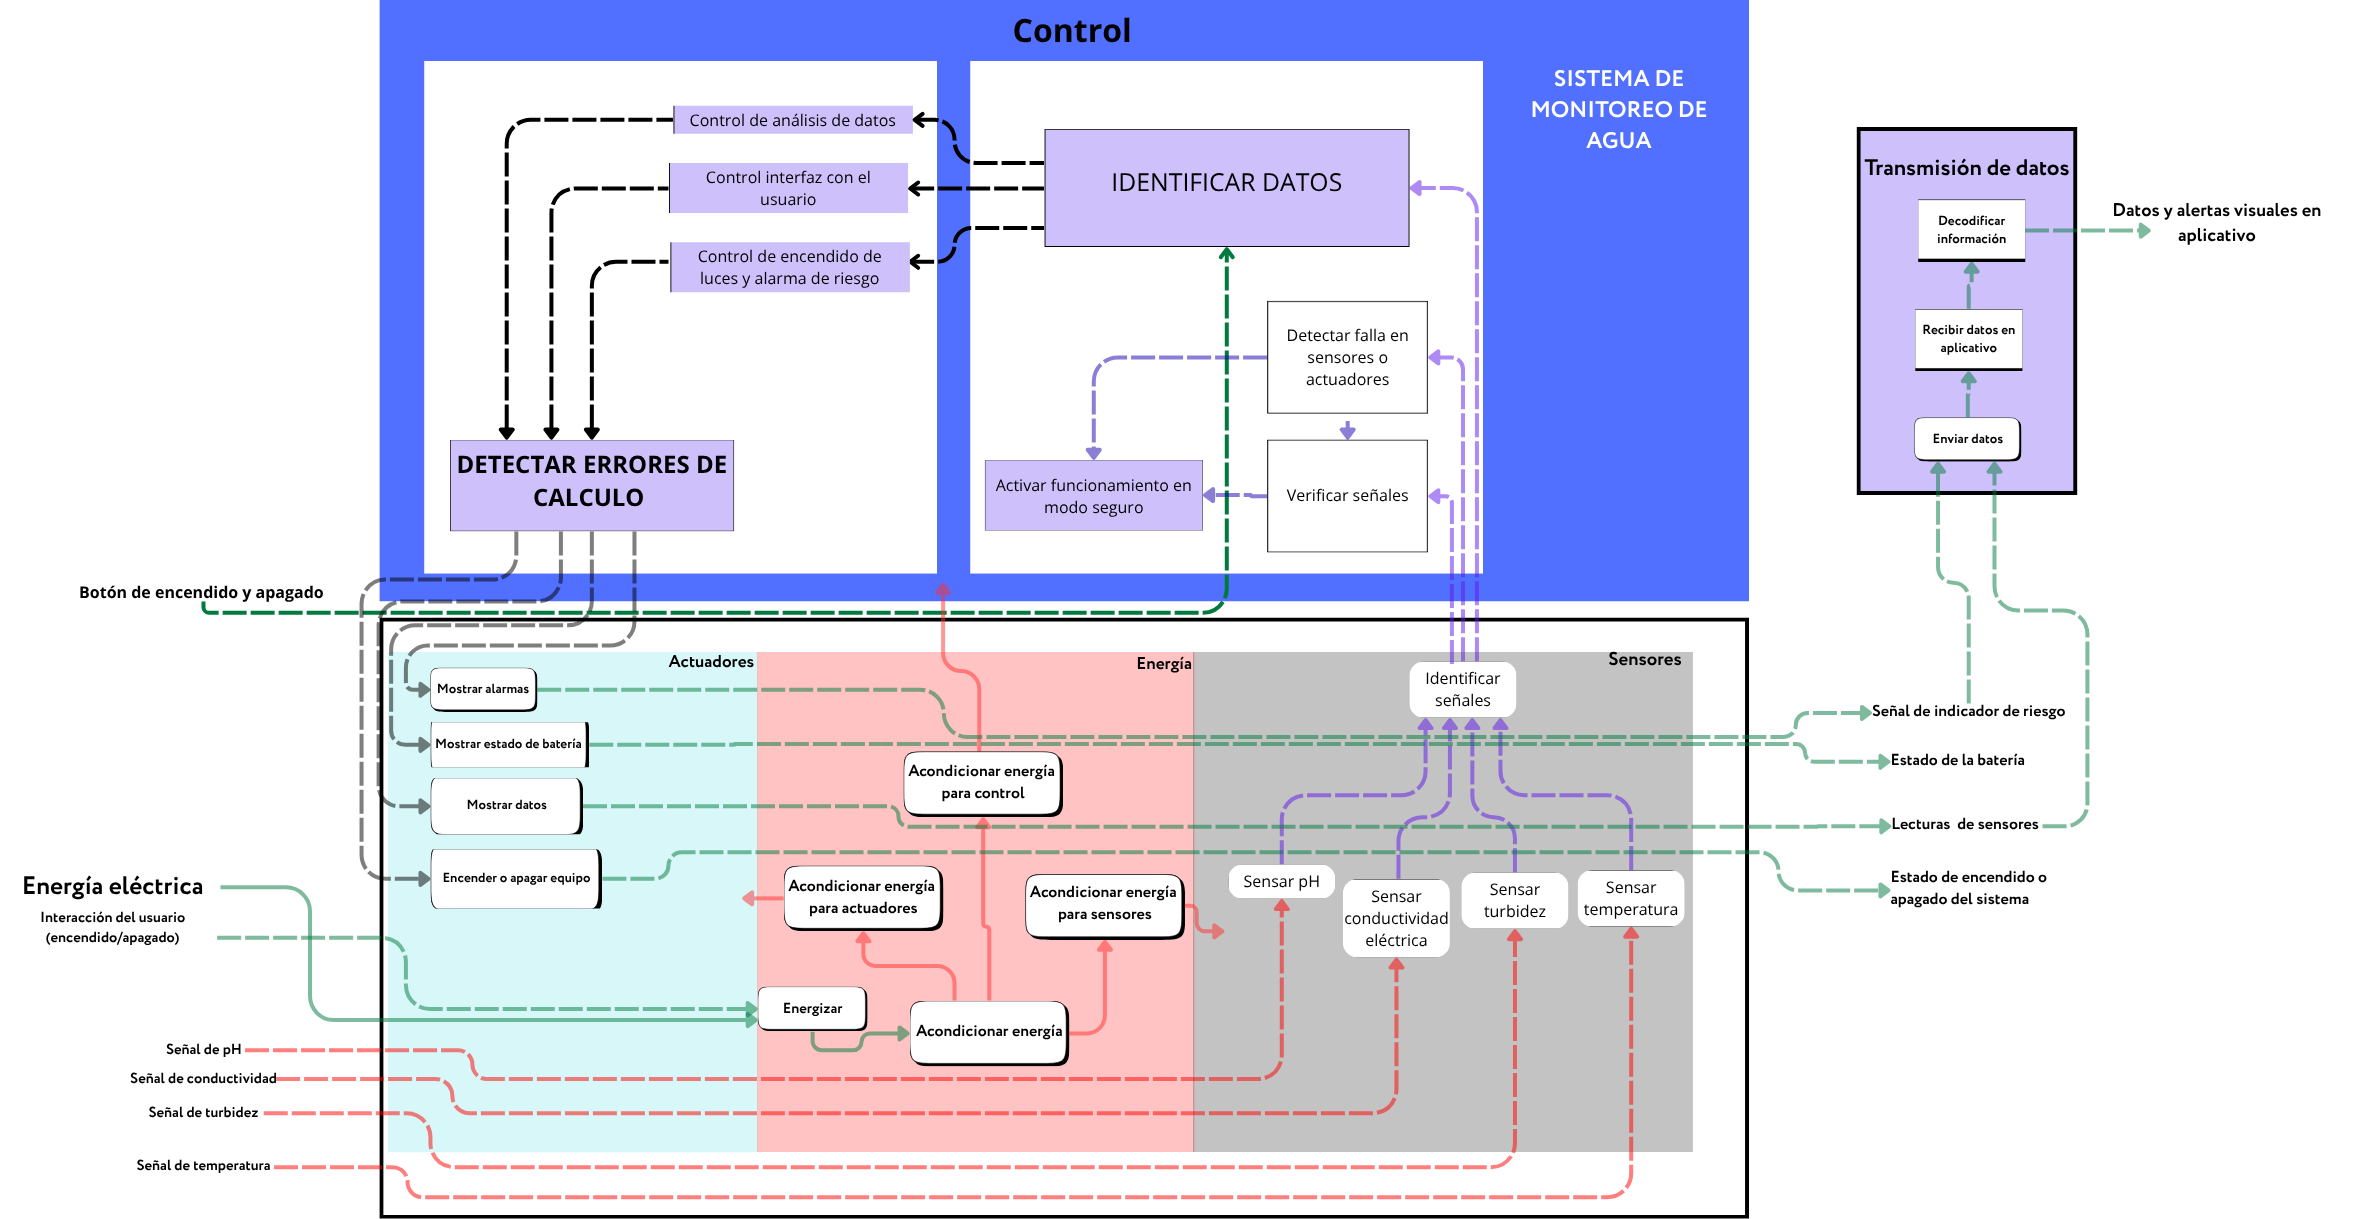 Control
SISTEMA DE
MONITOREO DE
AGUA
Control de análisis de datos
Control interfaz con el
usuario
Control de encendido de
luces y alarma de riesgo
IDENTIFICAR DATOS
Detectar falla en
sensores o
actuadores
Verificar señales
Activar funcionamiento en
modo seguro
DETECTAR ERRORES DE
CALCULO
Transmisión de datos
Decodificar
información
Recibir datos en
aplicativo
Enviar datos
Datos y alertas visuales en
aplicativo
Botón de encendido y apagado
Actuadores
Energía
Sensores
Mostrar alarmas
Mostrar estado de batería
Mostrar datos
Encender o apagar equipo
Acondicionar energía
para control
Acondicionar energía
para actuadores
Acondicionar energía
para sensores
Energizar
Acondicionar energía
Identificar
señales
Sensar pH
Sensar
conductividad
eléctrica
Sensar
turbidez
Sensar
temperatura
Señal de indicador de riesgo
Estado de la batería
Lecturas de sensores
Estado de encendido o
apagado del sistema
Energía eléctrica
Interacción del usuario
(encendido/apagado)
Señal de pH
Señal de conductividad
Señal de turbidez
Señal de temperatura